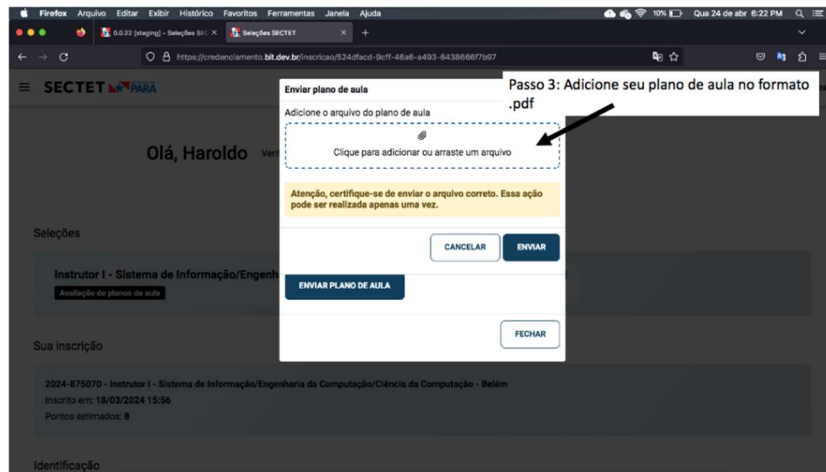 Firefox Arquivo Editar Exibir Histórico Favoritos Ferramentas Janela Ajuda
10% Qua 24 de abr 6:22 PM
0.0.22 [staging] - Seleções SEC
Seleções SECTET
https://credenciamento.bit.dev.br/inscricao/524dfacd-9cff-46a6-a493-6438666f7b97
SECTET PARÁ
Enviar plano de aula
Passo 3: Adicione seu plano de aula no formato
.pdf
Adicione o arquivo do plano de aula
Clique para adicionar ou arraste um arquivo
Olá, Haroldo
Atenção, certifique-se de enviar o arquivo correto. Essa ação
pode ser realizada apenas uma vez.
CANCELAR ENVIAR
Seleções
Instrutor I - Sistema de Informação/Engenh
Avaliação de planos de aula
ENVIAR PLANO DE AULA
FECHAR
Sua inscrição
2024-875070 - Instrutor I - Sistema de Informação/Engenharia da Computação/Ciência da Computação - Belém
Inscrito em: 18/03/2024 15:56
Pontos estimados: 8
Identificação